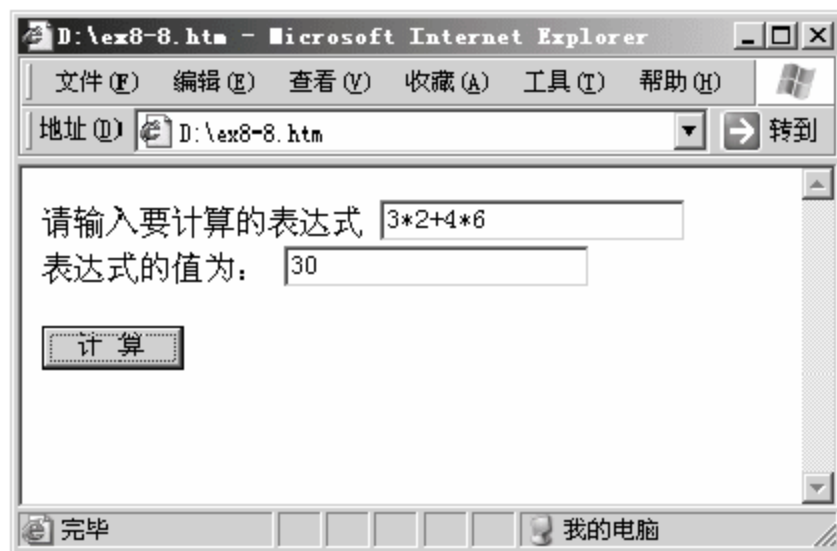 D:\ex8-8.htm - Microsoft Internet Explorer
文件(F) 编辑(E) 查看(V) 收藏(A) 工具(T) 帮助(H)
地址(D) D:\ex8-8.htm 转到
请输入要计算的表达式 3*2+4*6
表达式的值为： 30
计 算
完毕 我的电脑